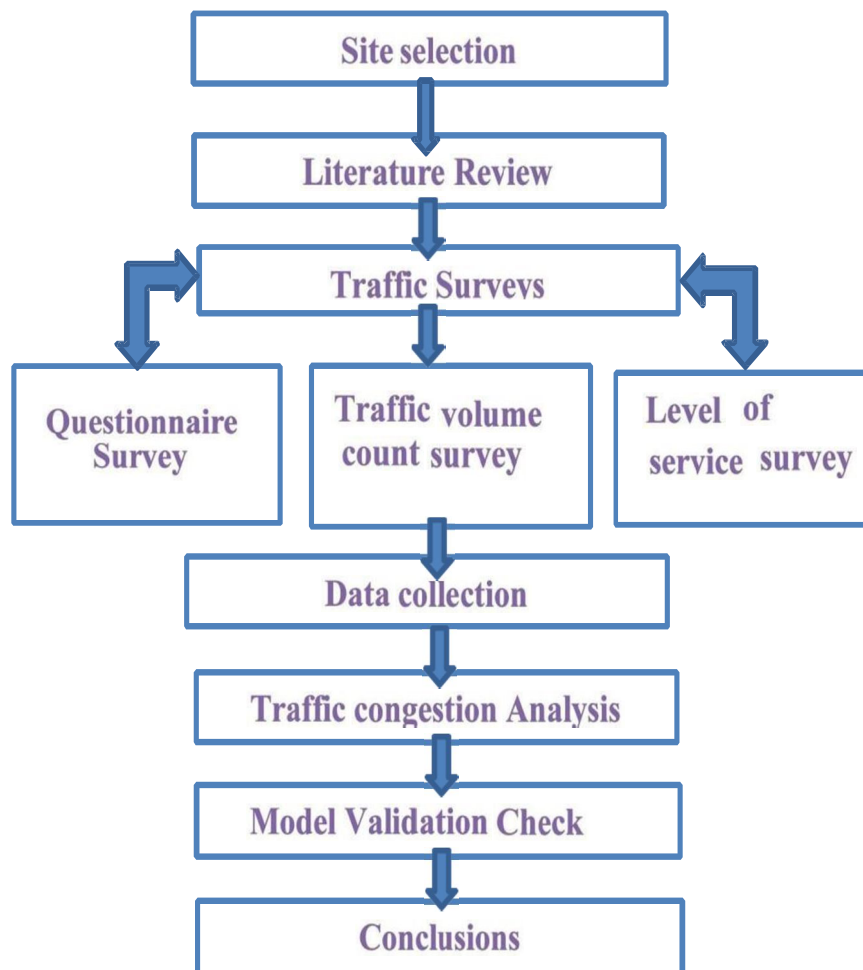 Site selection
Literature Review
Traffic Surveys
Questionnaire
Survey
Traffic volume
count survey
Level of
service survey
Data collection
Traffic congestion Analysis
Model Validation Check
Conclusions